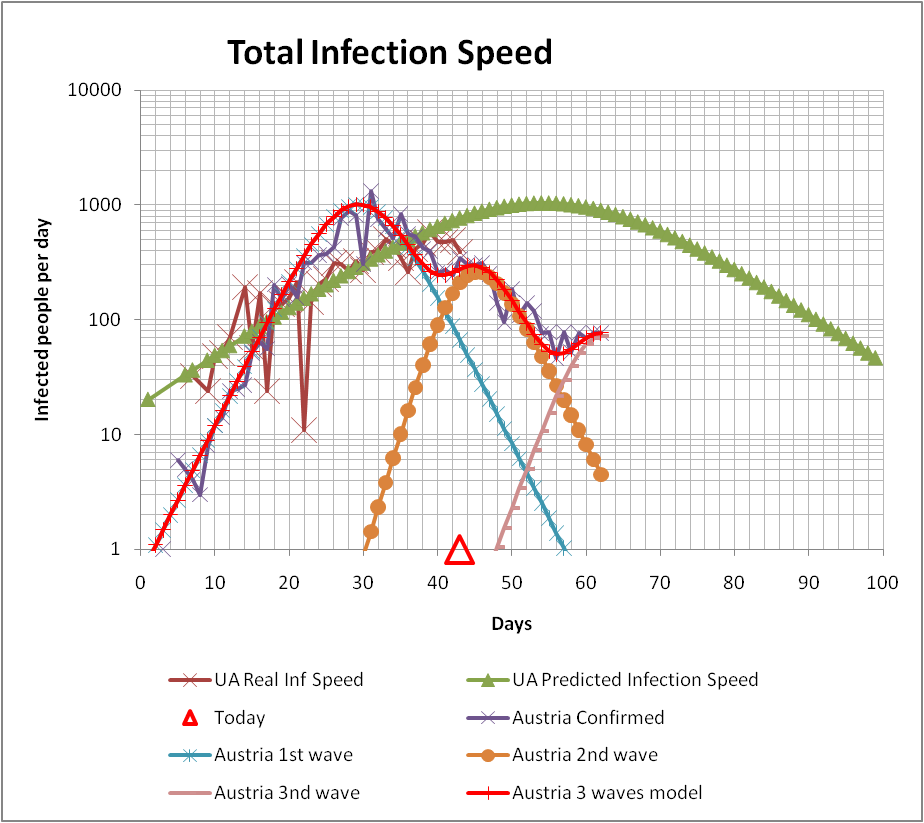 Total Infection Speed
10000
1000
100
10
1
Infected people per day
0 10 20 30 40 50 60 70 80 90 100
Days
UA Real Inf Speed
UA Predicted Infection Speed
Today
Austria Confirmed
Austria 1st wave
Austria 2nd wave
Austria 3nd wave
Austria 3 waves model